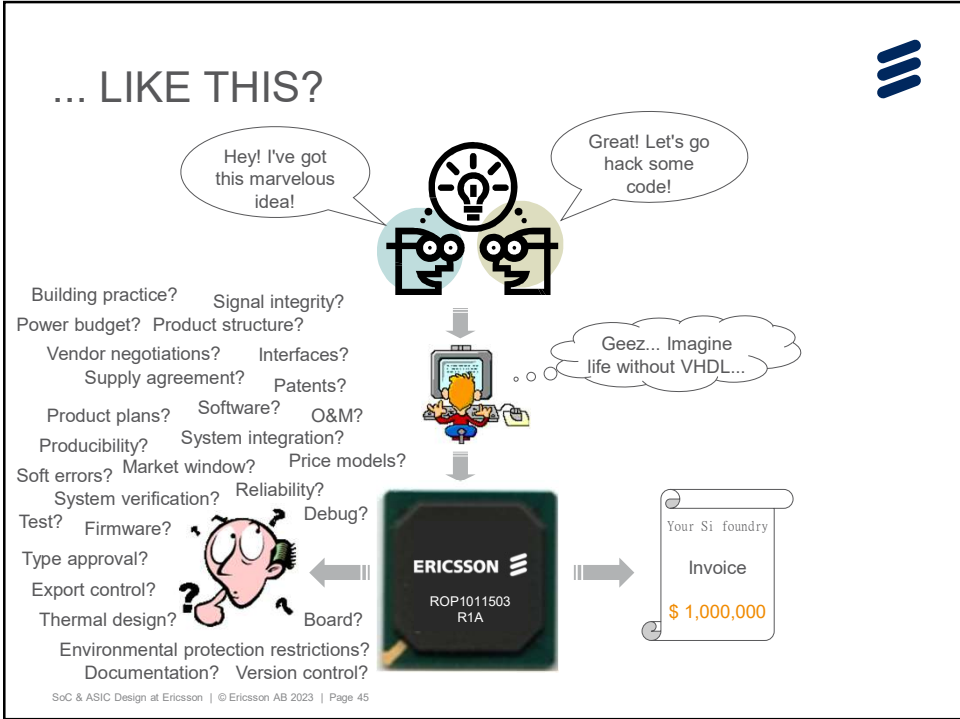 ... LIKE THIS?
Hey! I've got
this marvelous
idea!
Great! Let's go
hack some
code!
Building practice?
Signal integrity?
Power budget?
Product structure?
Vendor negotiations?
Interfaces?
Supply agreement?
Patents?
Geez... Imagine
life without VHDL...
Product plans?
Software?
O&M?
Producibility?
System integration?
Soft errors?
Market window?
Price models?
System verification?
Reliability?
Test?
Firmware?
Debug?
Type approval?
Export control?
Thermal design?
?
Board?
Environmental protection restrictions?
Documentation?
Version control?
ERICSSON
ROP1011503
R1A
Your Si foundry
Invoice
$ 1,000,000
SoC & ASIC Design at Ericsson | © Ericsson AB 2023 | Page 45